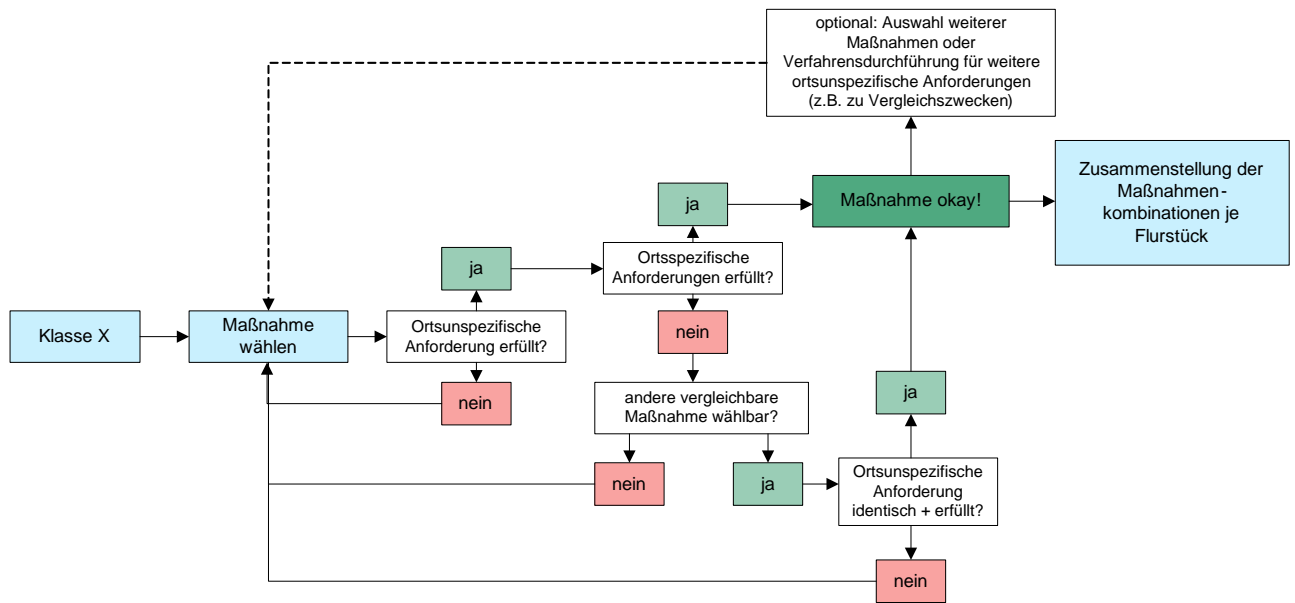 optional: Auswahl weiterer
Maßnahmen oder
Verfahrensdurchführung für weitere
ortsunspezifische Anforderungen
(z.B. zu Vergleichszwecken)
Zusammenstellung der
Maßnahmen-
kombinationen je
Flurstück
Maßnahme okay!
ja
Ortsspezifische
Anforderungen erfüllt?
ja
Klasse X
Maßnahme
wählen
Ortsunspezifische
Anforderung erfüllt?
nein
nein
andere vergleichbare
Maßnahme wählbar?
ja
nein
ja
Ortsunspezifische
Anforderung
identisch + erfüllt?
nein